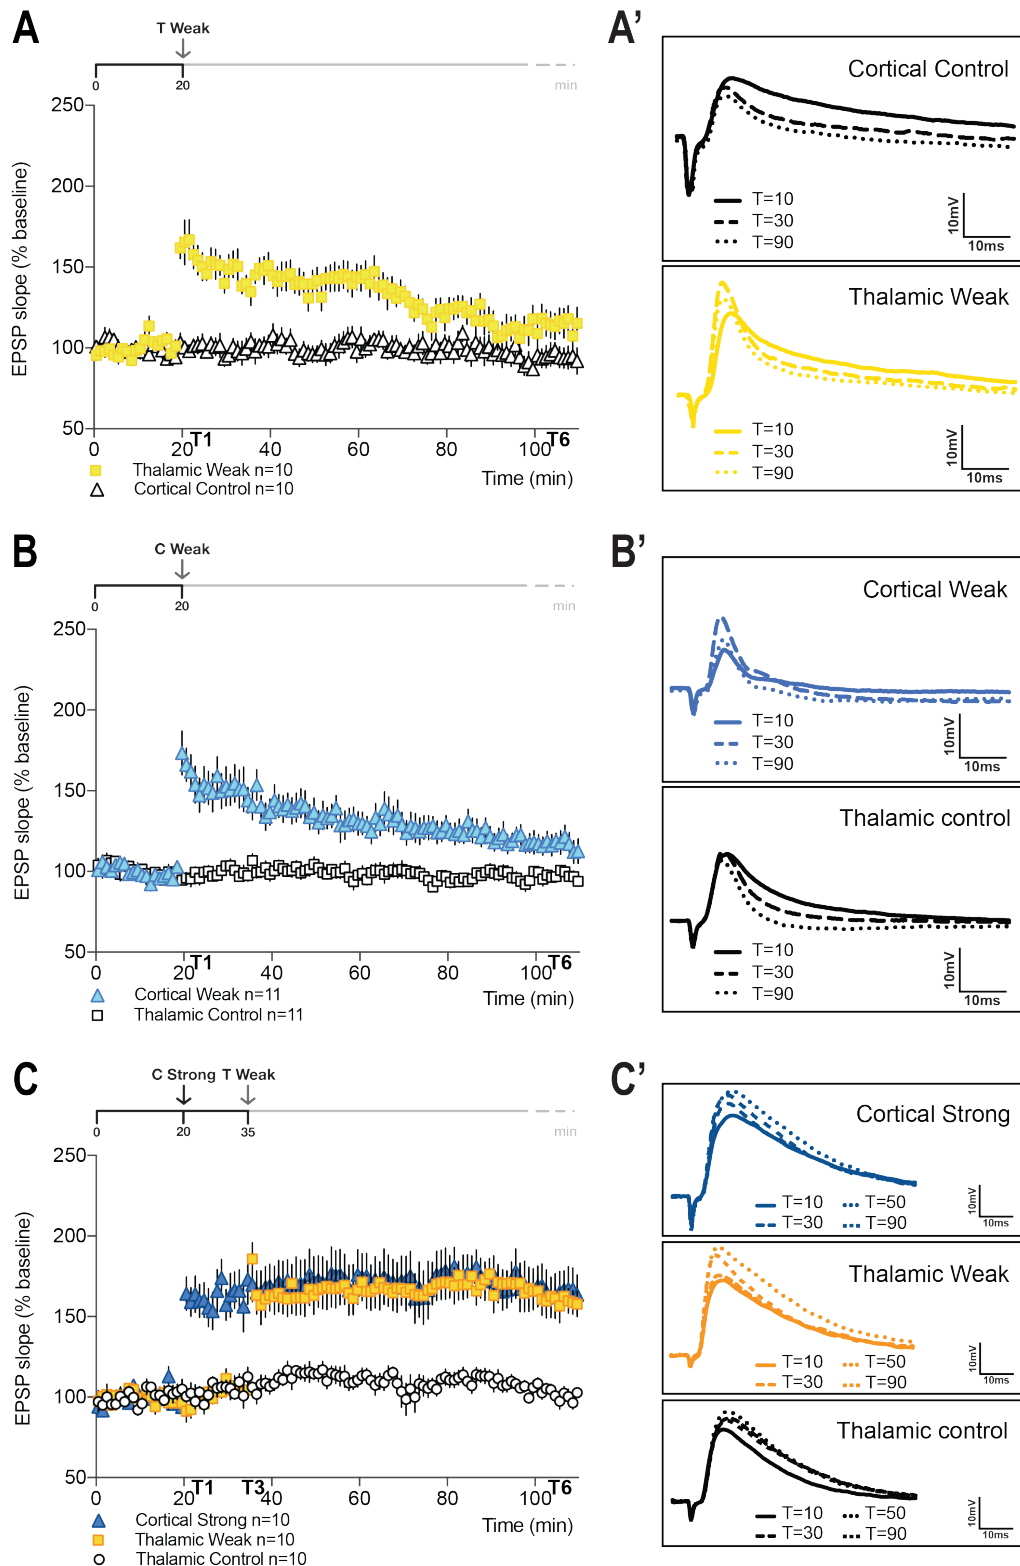 A
T Weak
0
20
min
250
200
150
100
50
EPSP slope (% baseline)
0
20
T1
40
60
80
100
T6
Time (min)
Thalamic Weak n=10
Cortical Control n=10
A'
Cortical Control
T=10
T=30
T=90
10mV
10ms
Thalamic Weak
T=10
T=30
T=90
10mV
10ms
B
C Weak
0
20
min
250
200
150
100
50
EPSP slope (% baseline)
0
20
T1
40
60
80
100
T6
Time (min)
Cortical Weak n=11
Thalamic Control n=11
B'
Cortical Weak
T=10
T=30
T=90
10mV
10ms
Thalamic control
T=10
T=30
T=90
10mV
10ms
C
C Strong T Weak
0
20
35
min
250
200
150
100
50
EPSP slope (% baseline)
0
20
T1
T3
40
60
80
100
T6
Time (min)
Cortical Strong n=10
Thalamic Weak n=10
Thalamic Control n=10
C'
Cortical Strong
T=10 T=50
T=30 T=90
10mV
10ms
Thalamic Weak
T=10 T=50
T=30 T=90
10mV
10ms
Thalamic control
T=10 T=50
T=30 T=90
10mV
10ms